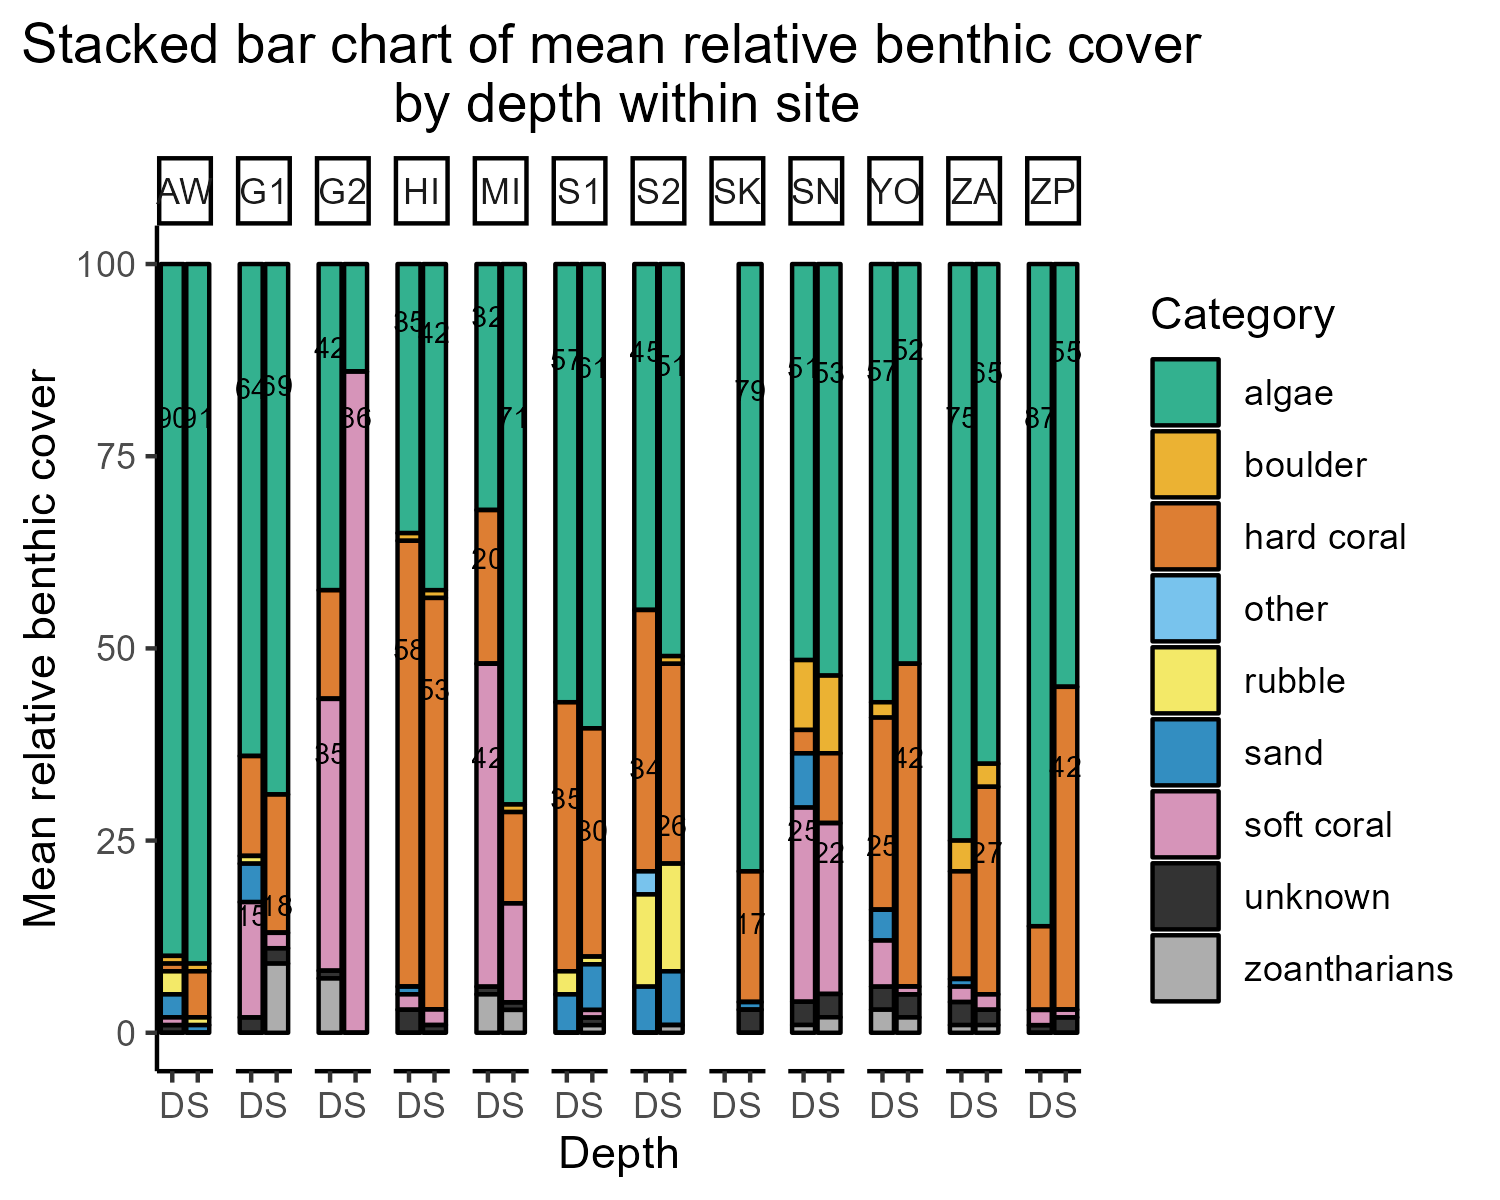 Stacked bar chart of mean relative benthic cover
by depth within site
AW G1 G2 HI MI S1 S2 SK SN YO ZA ZP
100
75
50
25
0
Mean relative benthic cover
90 91
64 69
15 18
42 86
35
35 42
58 53
32 71
20
42
57 61
35 30
45 51
34 26
79
17
51 53
25 22
57 52
25 42
75 65
27
87 55
42
DS DS DS DS DS DS DS DS DS DS DS DS
Depth
Category
algae
boulder
hard coral
other
rubble
sand
soft coral
unknown
zoantharians